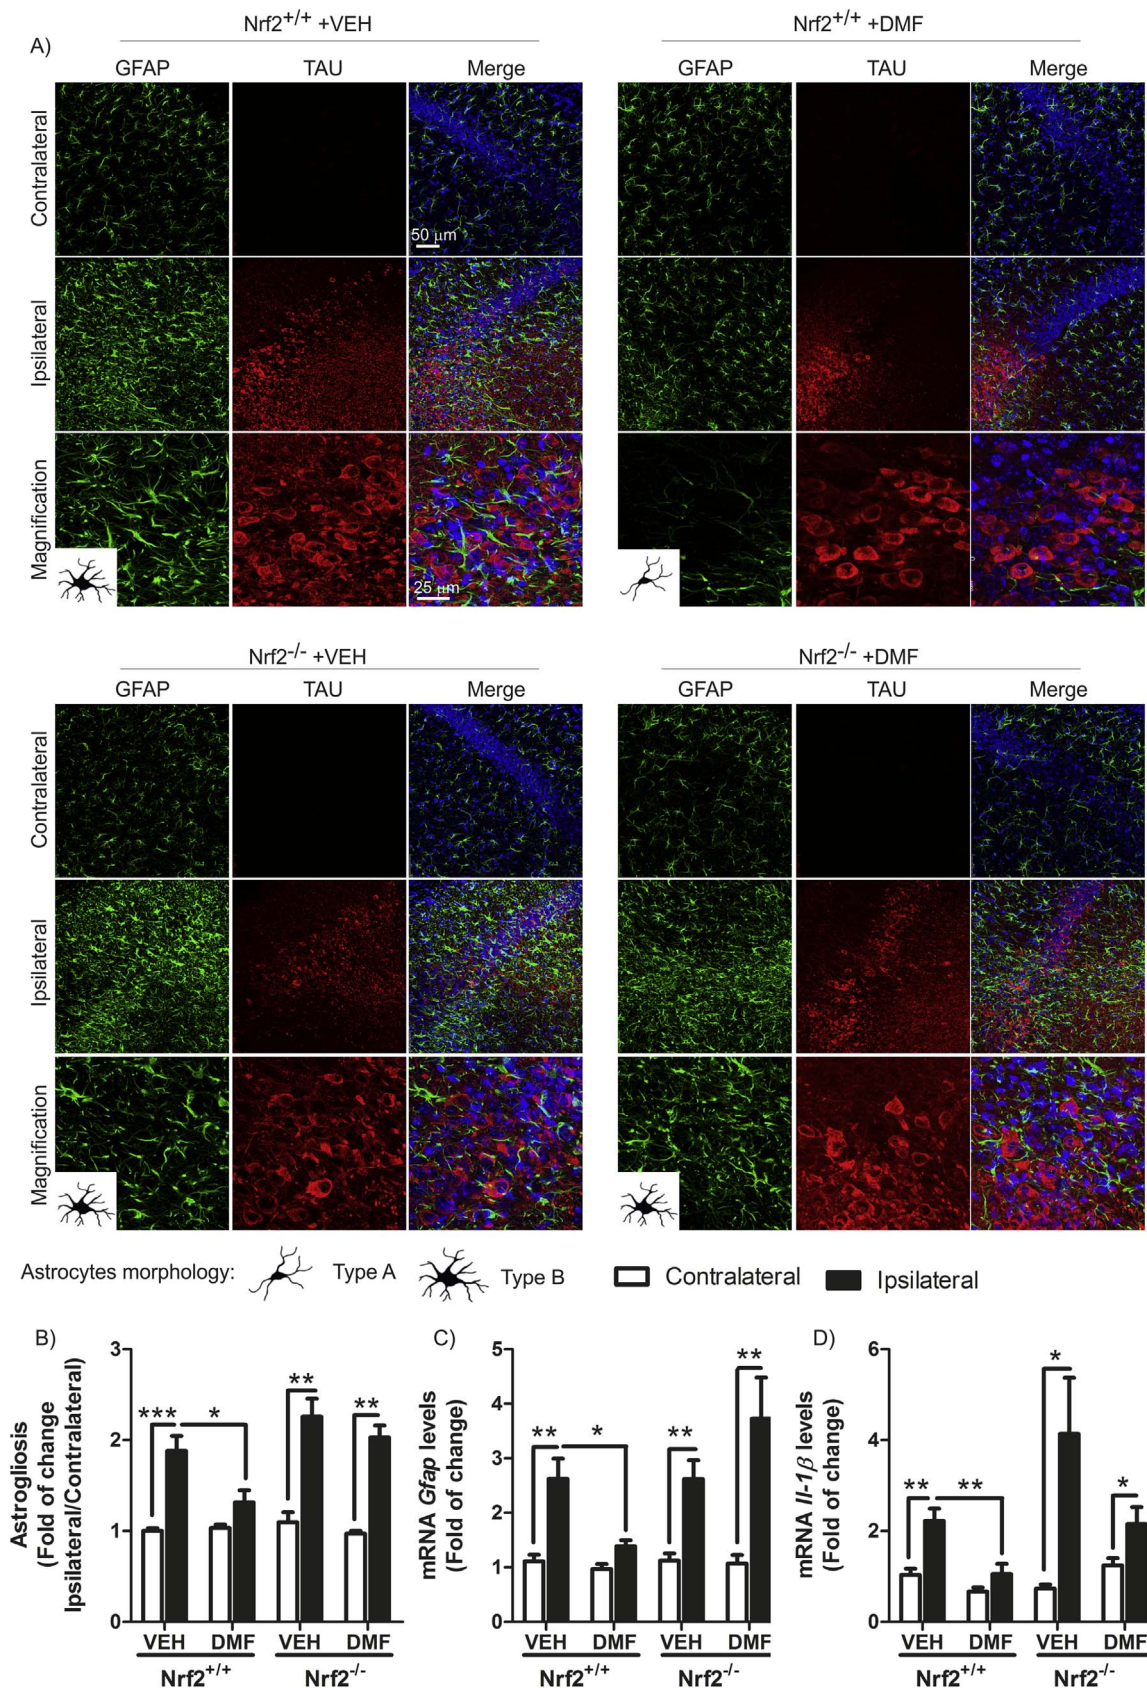 A)
Nrf2+/+ +VEH
Nrf2+/+ +DMF
GFAP TAU Merge
GFAP TAU Merge
Contralateral
50 μm
Ipsilateral
Magnification
25 μm
Nrf2-/- +VEH
Nrf2-/- +DMF
GFAP TAU Merge
GFAP TAU Merge
Contralateral
Ipsilateral
Magnification
Astrocytes morphology: Type A Type B Contralateral Ipsilateral
B)
Astrogliosis
(Fold of change
Ipsilateral/Contralateral)
3
2
1
0
*** * ** **
VEH DMF VEH DMF
Nrf2+/+ Nrf2-/-
C)
mRNA Gfap levels
(Fold of change)
5
4
3
2
1
0
** * ** **
VEH DMF VEH DMF
Nrf2+/+ Nrf2-/-
D)
mRNA Il-1β levels
(Fold of change)
6
4
2
0
** ** * *
VEH DMF VEH DMF
Nrf2+/+ Nrf2-/-